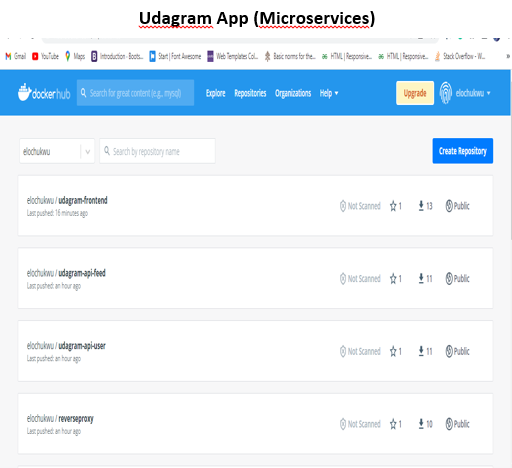 Udagram App (Microservices)
Gmail YouTube Maps Introduction · Boots... Start | Font Awesome Web Templates Col... Basic norms for the... HTML | Responsive... HTML | Responsive... Stack Overflow - W...
dockerhub Search for great content (e.g., mysql) Explore Repositories Organizations Help Upgrade elochukwu
elochukwu Search by repository name Create Repository
elochukwu / udagram-frontend
Last pushed: 16 minutes ago
Not Scanned 1 13 Public
elochukwu / udagram-api-feed
Last pushed: an hour ago
Not Scanned 1 11 Public
elochukwu / udagram-api-user
Last pushed: an hour ago
Not Scanned 1 11 Public
elochukwu / reverseproxy
Last pushed: an hour ago
Not Scanned 1 10 Public